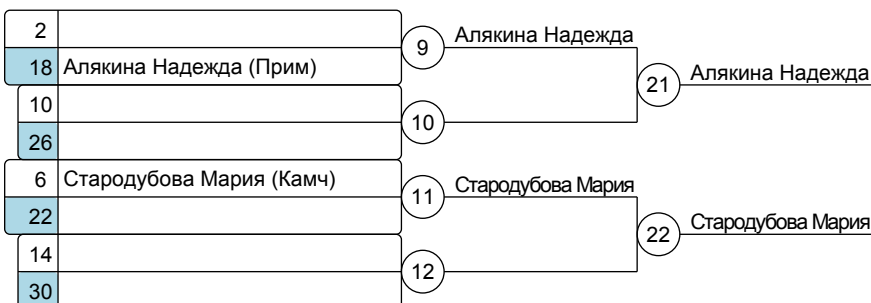 2
9 Алякина Надежда
18 Алякина Надежда (Прим)
21 Алякина Надежда
10
10
26
6 Стародубова Мария (Камч)
11 Стародубова Мария
22
22 Стародубова Мария
14
12
30